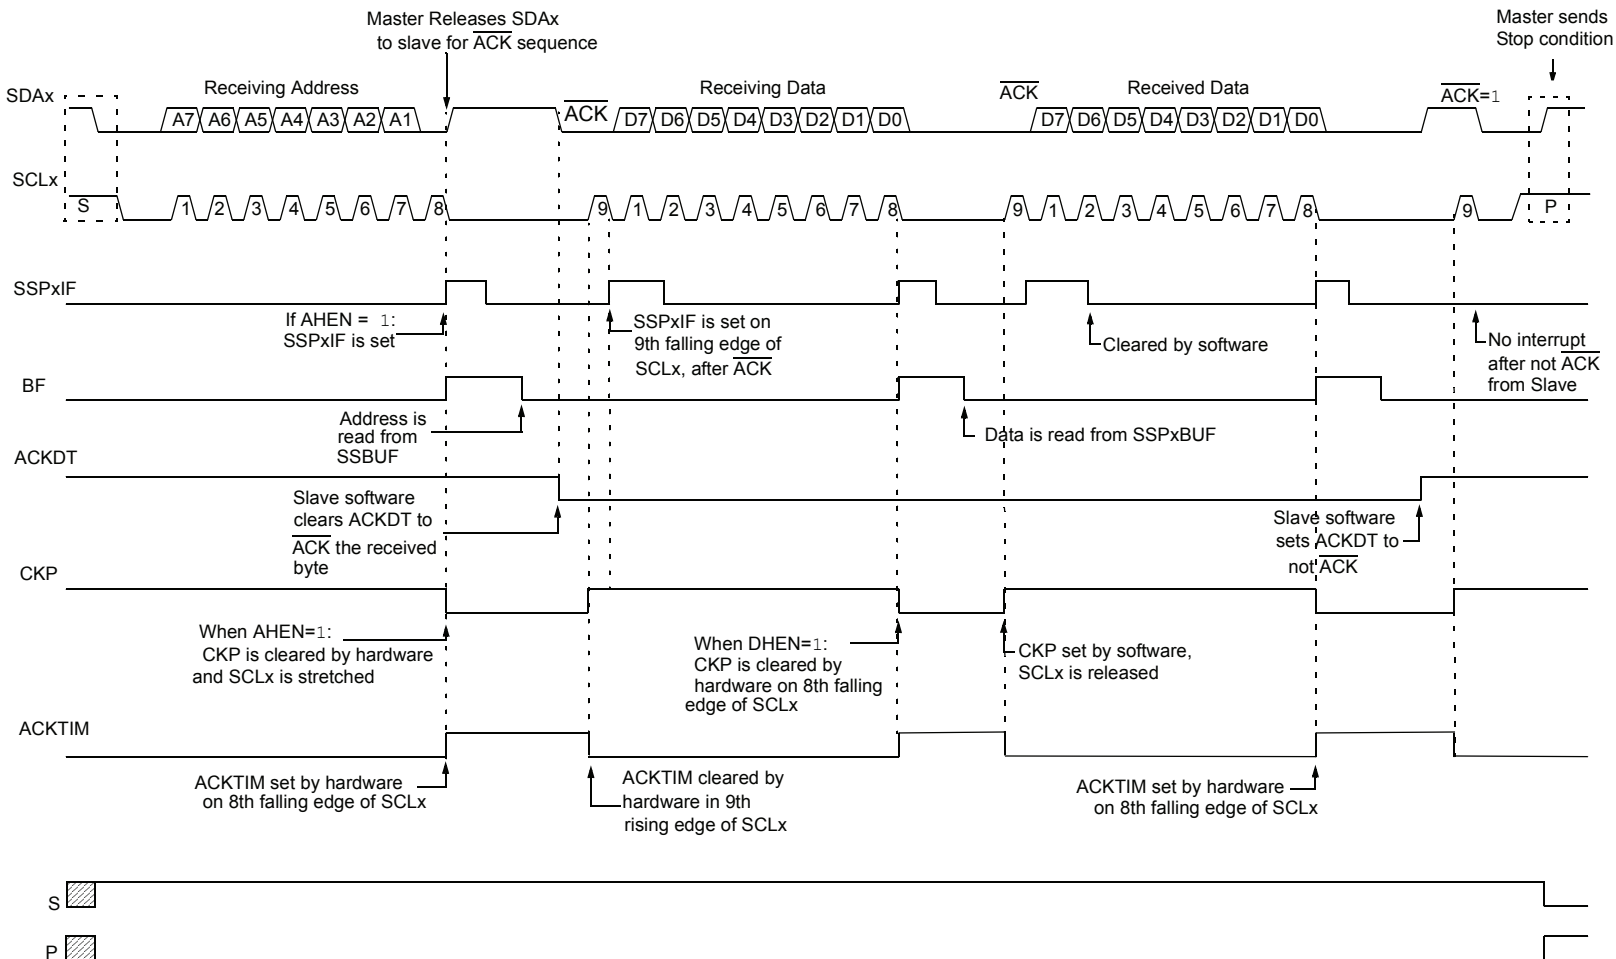 Master Releases SDAx
to slave for ACK sequence
Master sends
Stop condition
SDAx
Receiving Address
A7 A6 A5 A4 A3 A2 A1
ACK
Receiving Data
D7 D6 D5 D4 D3 D2 D1 D0
ACK
Received Data
D7 D6 D5 D4 D3 D2 D1 D0
ACK=1
SCLx
S
1 2 3 4 5 6 7 8 9 1 2 3 4 5 6 7 8 9 1 2 3 4 5 6 7 8 9
P
SSPxIF
If AHEN = 1:
SSPxIF is set
SSPxIF is set on
9th falling edge of
SCLx, after ACK
Cleared by software
No interrupt
after not ACK
from Slave
BF
Address is
read from
SSBUF
Data is read from SSPxBUF
ACKDT
Slave software
clears ACKDT to
ACK the received
byte
Slave software
sets ACKDT to
not ACK
CKP
When AHEN=1:
CKP is cleared by hardware
and SCLx is stretched
When DHEN=1:
CKP is cleared by
hardware on 8th falling
edge of SCLx
CKP set by software,
SCLx is released
ACKTIM
ACKTIM set by hardware
on 8th falling edge of SCLx
ACKTIM cleared by
hardware in 9th
rising edge of SCLx
ACKTIM set by hardware
on 8th falling edge of SCLx
S
P